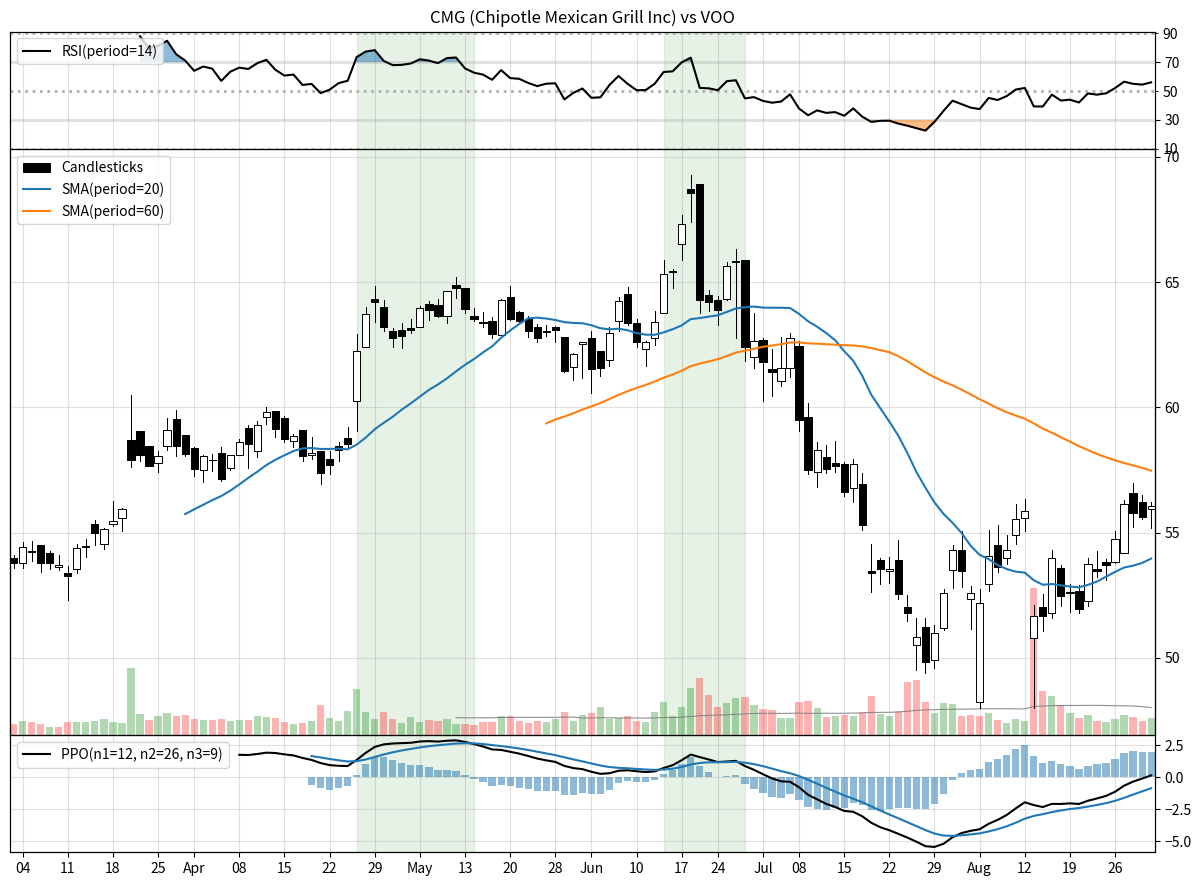 CMG (Chipotle Mexican Grill Inc) vs VOO
RSI(period=14)
90
70
50
30
10
Candlesticks
SMA(period=20)
SMA(period=60)
70
65
60
55
50
PPO(n1=12, n2=26, n3=9)
2.5
0.0
−2.5
−5.0
04 11 18 25 Apr 08 15 22 29 May 13 20 28 Jun 10 17 24 Jul 08 15 22 29 Aug 12 19 26